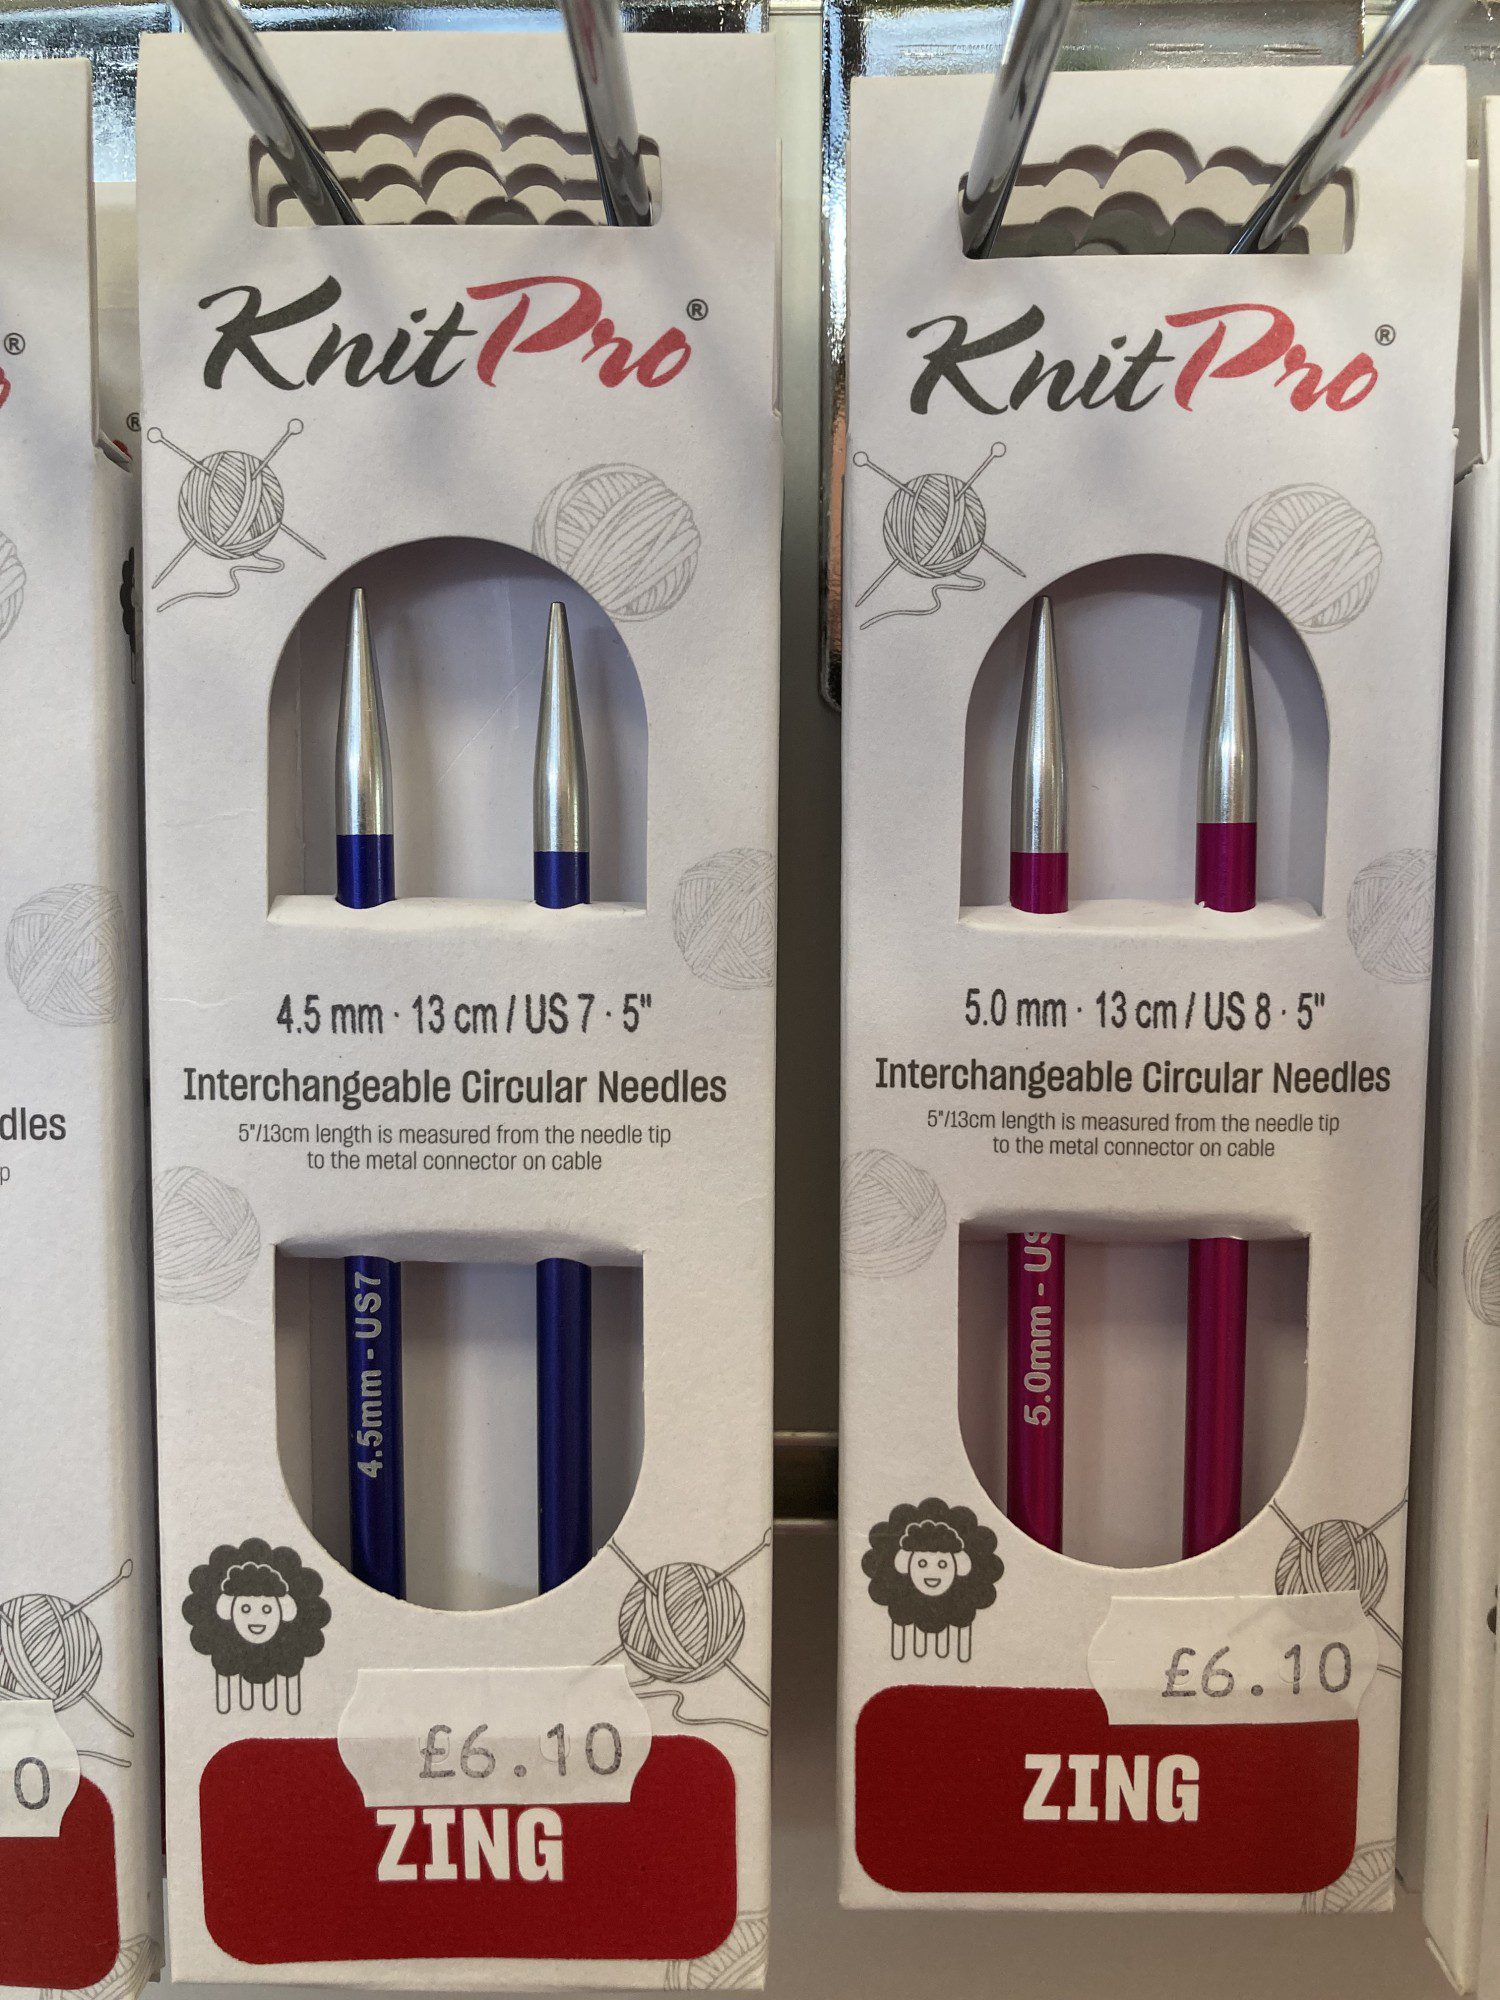 KnitPro®
4.5 mm · 13 cm / US 7 · 5"
Interchangeable Circular Needles
5"/13cm length is measured from the needle tip
to the metal connector on cable
4.5mm - US7
£6.10
ZING
KnitPro®
5.0 mm · 13 cm / US 8 · 5"
Interchangeable Circular Needles
5"/13cm length is measured from the needle tip
to the metal connector on cable
5.0mm - US
£6.10
ZING